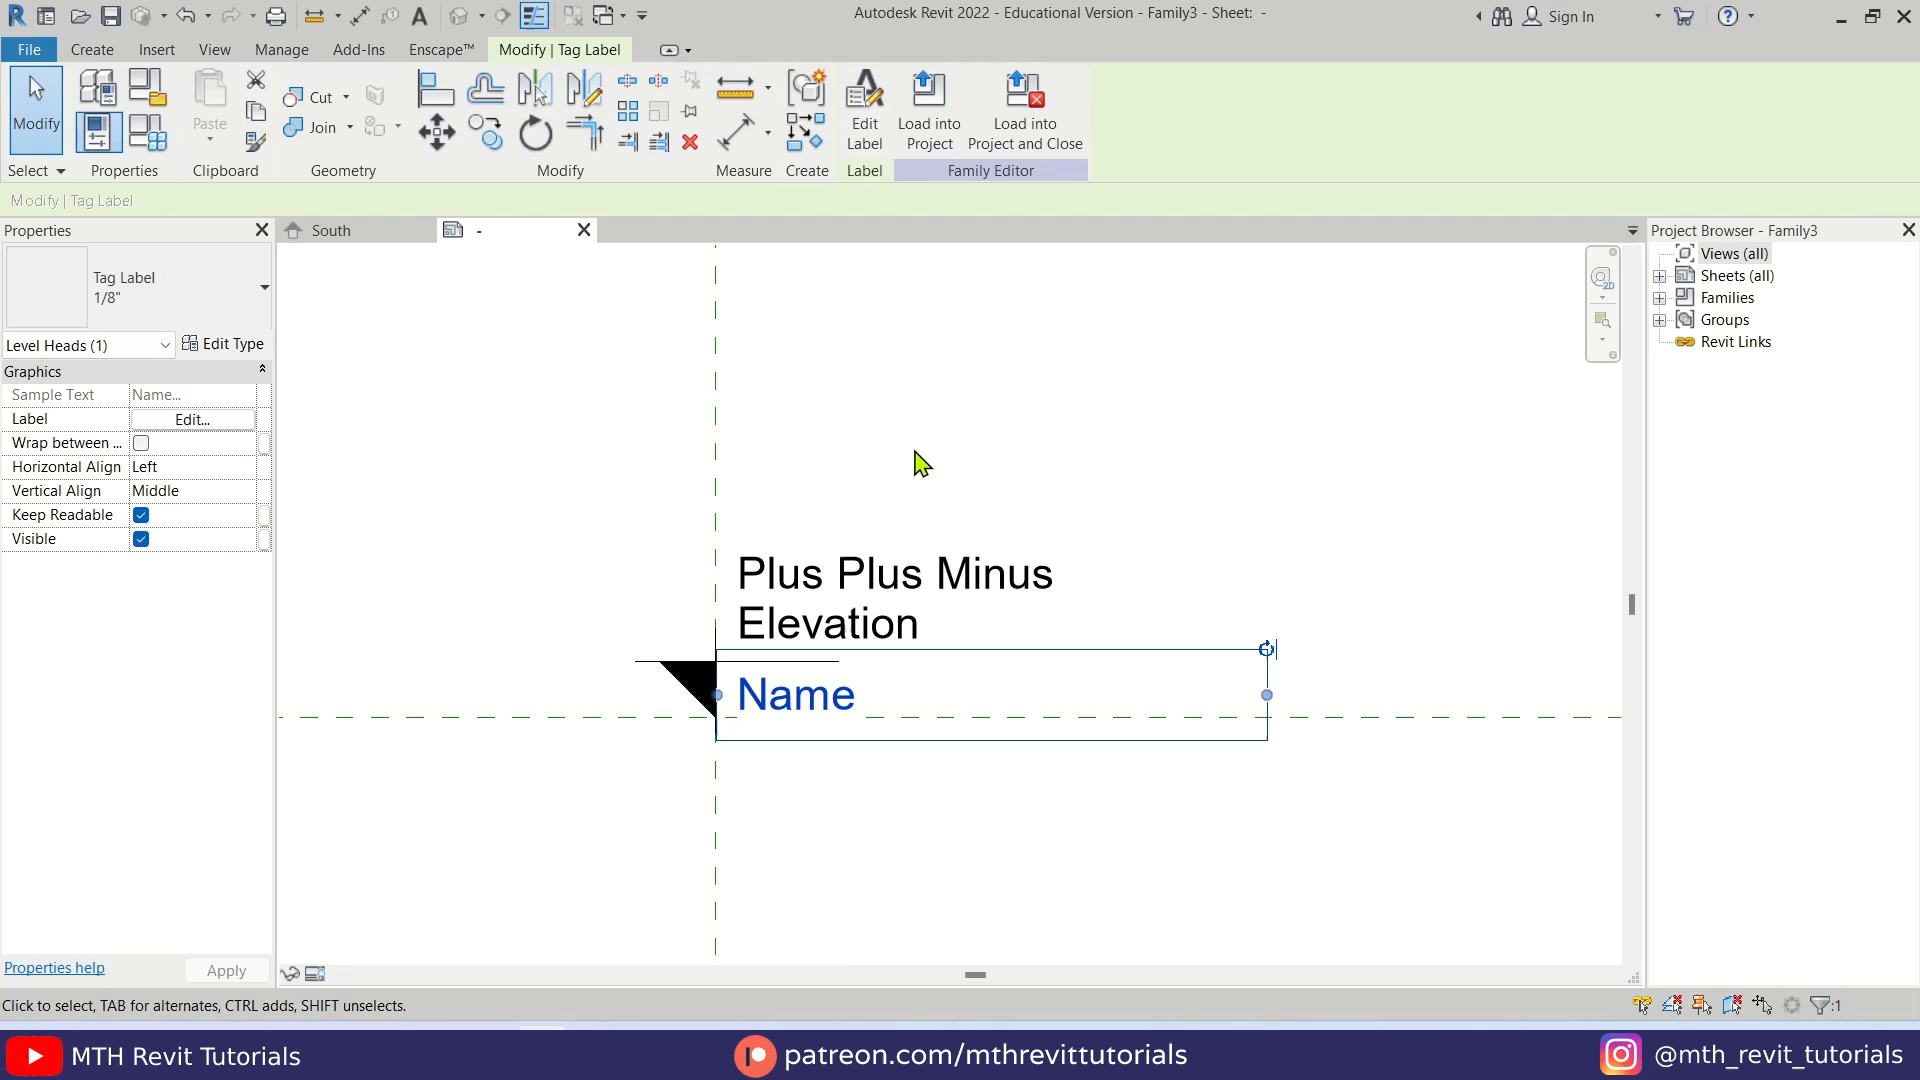 Autodesk Revit 2022 - Educational Version - Family3 - Sheet: -
Sign In
File Create Insert View Manage Add-Ins Enscape™ Modify | Tag Label
Modify
Paste
Cut
Join
Edit Label
Load into Project
Load into Project and Close
Select Properties Clipboard Geometry Modify Measure Create Label Family Editor
Modify | Tag Label
Properties
South
-
Project Browser - Family3
Tag Label
1/8"
Level Heads (1)
Edit Type
Graphics
Sample Text Name...
Label Edit...
Wrap between ...
Horizontal Align Left
Vertical Align Middle
Keep Readable
Visible
Plus Plus Minus
Elevation
Name
2D
Views (all)
Sheets (all)
Families
Groups
Revit Links
Properties help
Apply
Click to select, TAB for alternates, CTRL adds, SHIFT unselects.
:1
MTH Revit Tutorials
patreon.com/mthrevittutorials
@mth_revit_tutorials